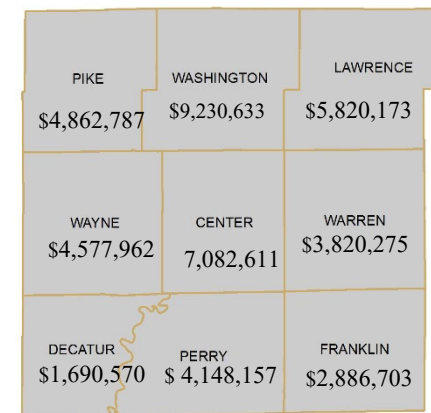 PIKE
$4,862,787
WASHINGTON
$9,230,633
LAWRENCE
$5,820,173
WAYNE
$4,577,962
CENTER
7,082,611
WARREN
$3,820,275
DECATUR
$1,690,570
PERRY
$ 4,148,157
FRANKLIN
$2,886,703